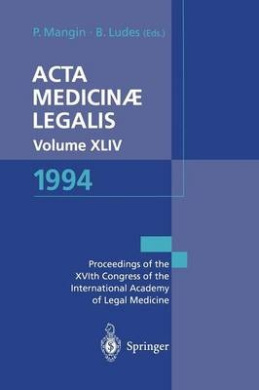 P. Mangin · B. Ludes (Eds.)
ACTA
MEDICINÆ
LEGALIS
Volume XLIV
1994
Proceedings of the
XVIth Congress of the
International Academy
of Legal Medicine
Springer